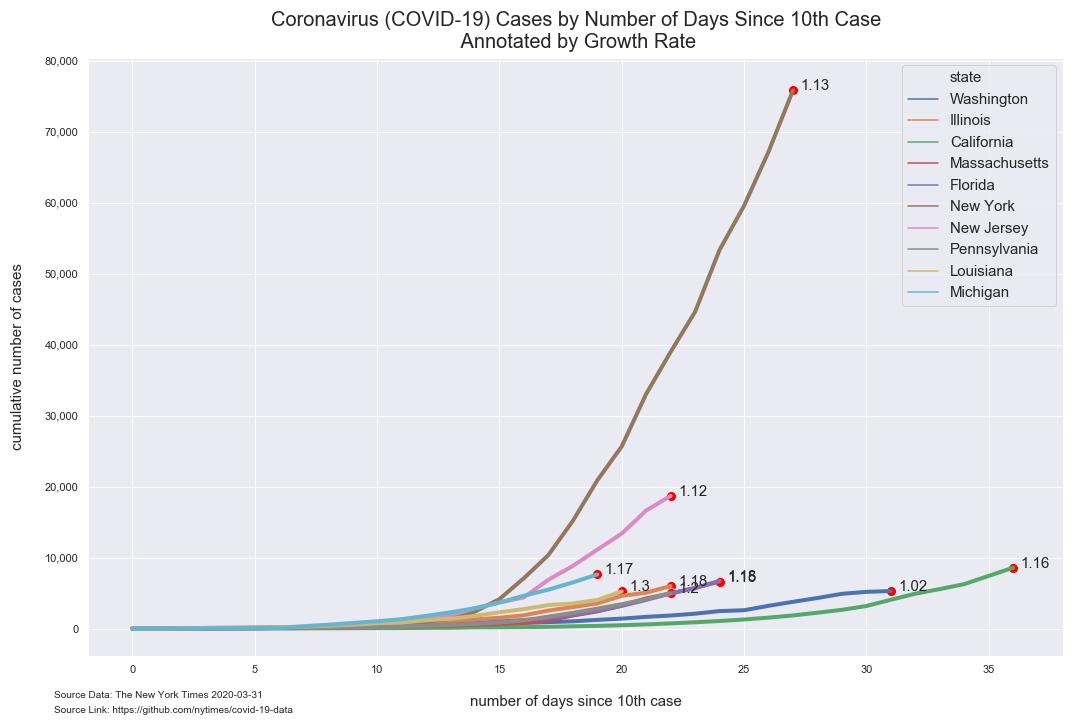 Coronavirus (COVID-19) Cases by Number of Days Since 10th Case
Annotated by Growth Rate
cumulative number of cases
80,000
70,000
60,000
50,000
40,000
30,000
20,000
10,000
0
state
Washington
Illinois
California
Massachusetts
Florida
New York
New Jersey
Pennsylvania
Louisiana
Michigan
1.13
1.12
1.17
1.3
1.18
1.2
1.02
1.16
0 5 10 15 20 25 30 35
number of days since 10th case
Source Data: The New York Times 2020-03-31
Source Link: https://github.com/nytimes/covid-19-data